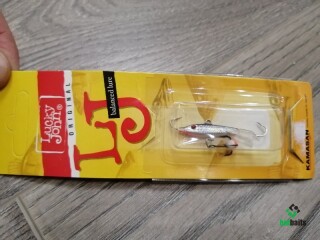 Lucky
John®
ORIGINAL
LJ
balanced lure
KAMASAN